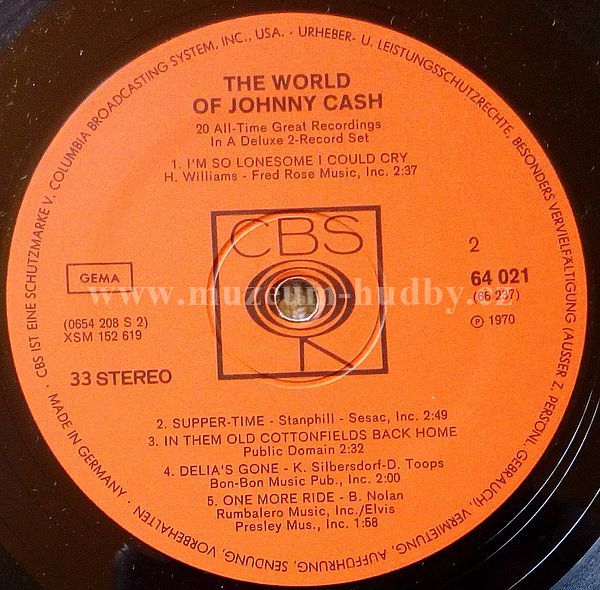 CBS IST EINE SCHUTZMARKE V. COLUMBIA BROADCASTING SYSTEM, INC., USA. · URHEBER- U. LEISTUNGSSCHUTZRECHTE, BESONDERS VERVIELFÄLTIGUNG (AUSSER Z. PERSÖNL. GEBRAUCH), VERMIETUNG, AUFFÜHRUNG, SENDUNG, VORBEHALTEN · MADE IN GERMANY ·
THE WORLD
OF JOHNNY CASH
20 All-Time Great Recordings
In A Deluxe 2-Record Set
1. I'M SO LONESOME I COULD CRY
H. Williams - Fred Rose Music, Inc. 2:37
CBS
2
GEMA
64 021
(66 237)
www.muzeum-hudby.cz
(0654 208 S 2)
XSM 152 619
℗ 1970
33 STEREO
2. SUPPER-TIME - Stanphill - Sesac, Inc. 2:49
3. IN THEM OLD COTTONFIELDS BACK HOME
Public Domain 2:32
4. DELIA'S GONE - K. Silbersdorf-D. Toops
Bon-Bon Music Pub., Inc. 2:00
5. ONE MORE RIDE - B. Nolan
Rumbalero Music, Inc./Elvis
Presley Mus., Inc. 1:58